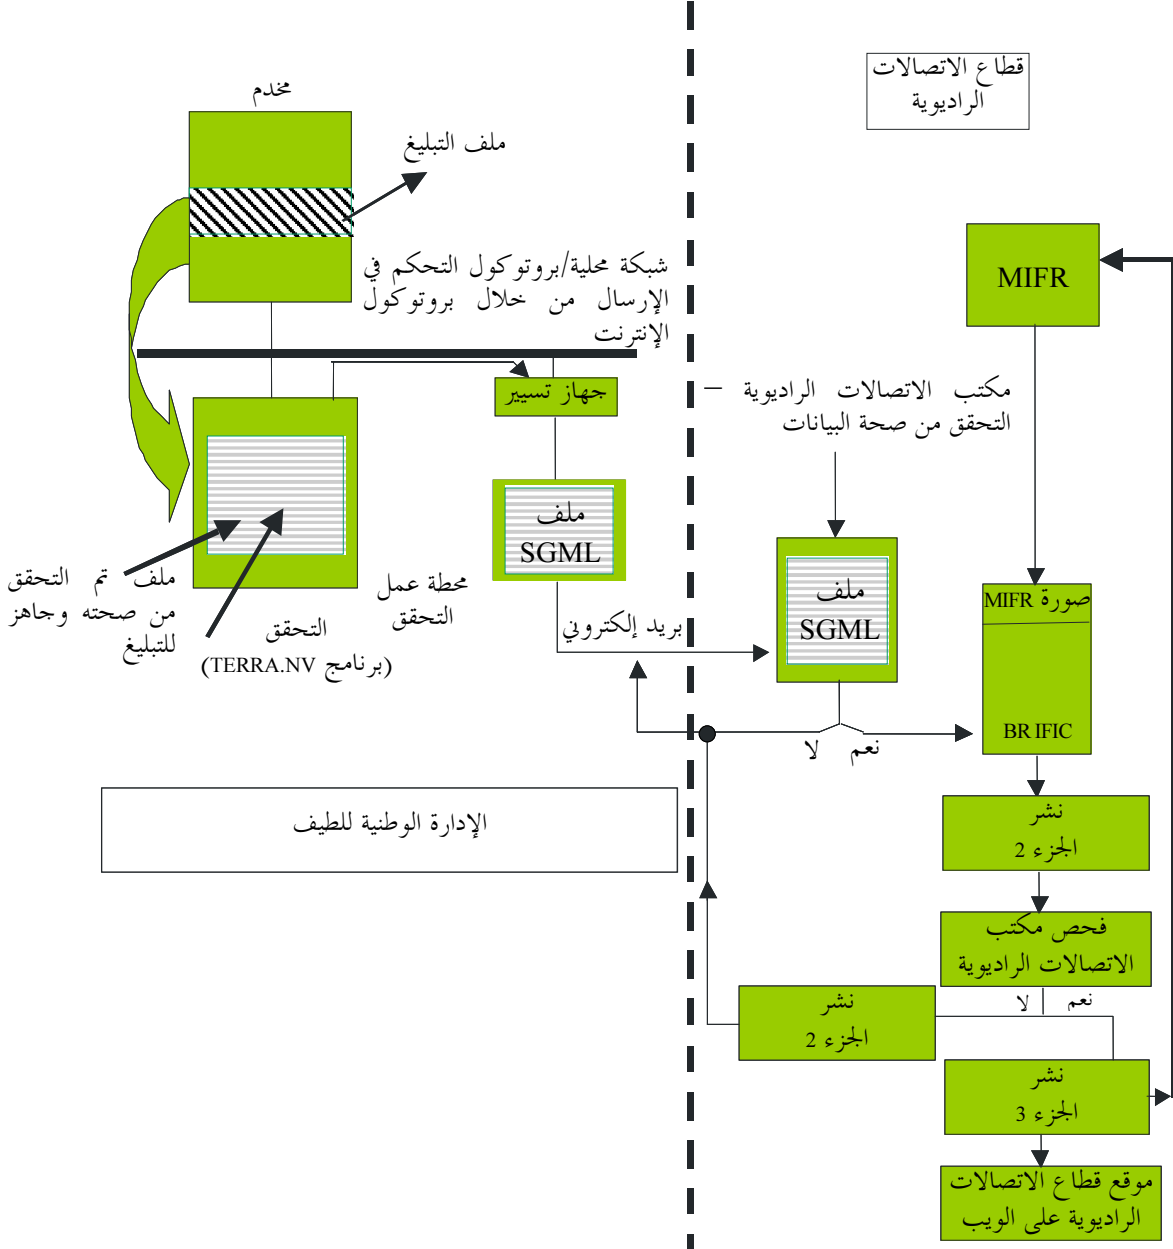 قطاع الاتصالات
الراديوية
مخدم
ملف التبليغ
شبكة محلية/بروتوكول التحكم في
الإرسال من خلال بروتوكول
الإنترنت
MIFR
جهاز تسيير
مكتب الاتصالات الراديوية –
التحقق من صحة البيانات
ملف
SGML
ملف
SGML
ملف تم التحقق
من صحته وجاهز
للتبليغ
محطة عمل
التحقق
التحقق
(برنامج TERRA.NV)
بريد إلكتروني
صورة MIFR
BR IFIC
نعم
لا
نشر
الجزء 2
الإدارة الوطنية للطيف
فحص مكتب
الاتصالات الراديوية
نعم
لا
نشر
الجزء 2
نشر
الجزء 3
موقع قطاع الاتصالات
الراديوية على الويب